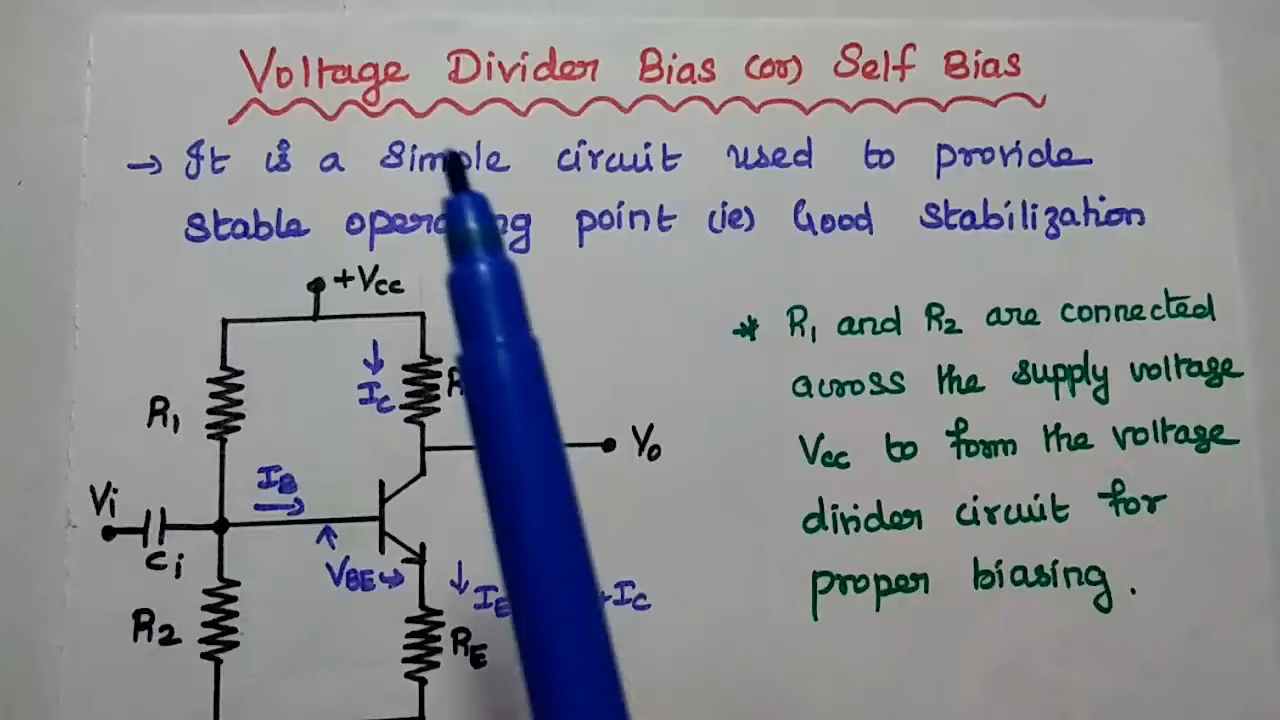 Voltage Divider Bias (or) Self Bias
→ It is a Simple circuit used to provide
stable operating point (ie) Good stabilization
+Vcc
IC
R1
IB
Vi
Ci
VBE
R2
RE
IE
+IC
Yo
* R1 and R2 are connected
across the supply voltage
Vcc to form the voltage
divider circuit for
proper biasing.